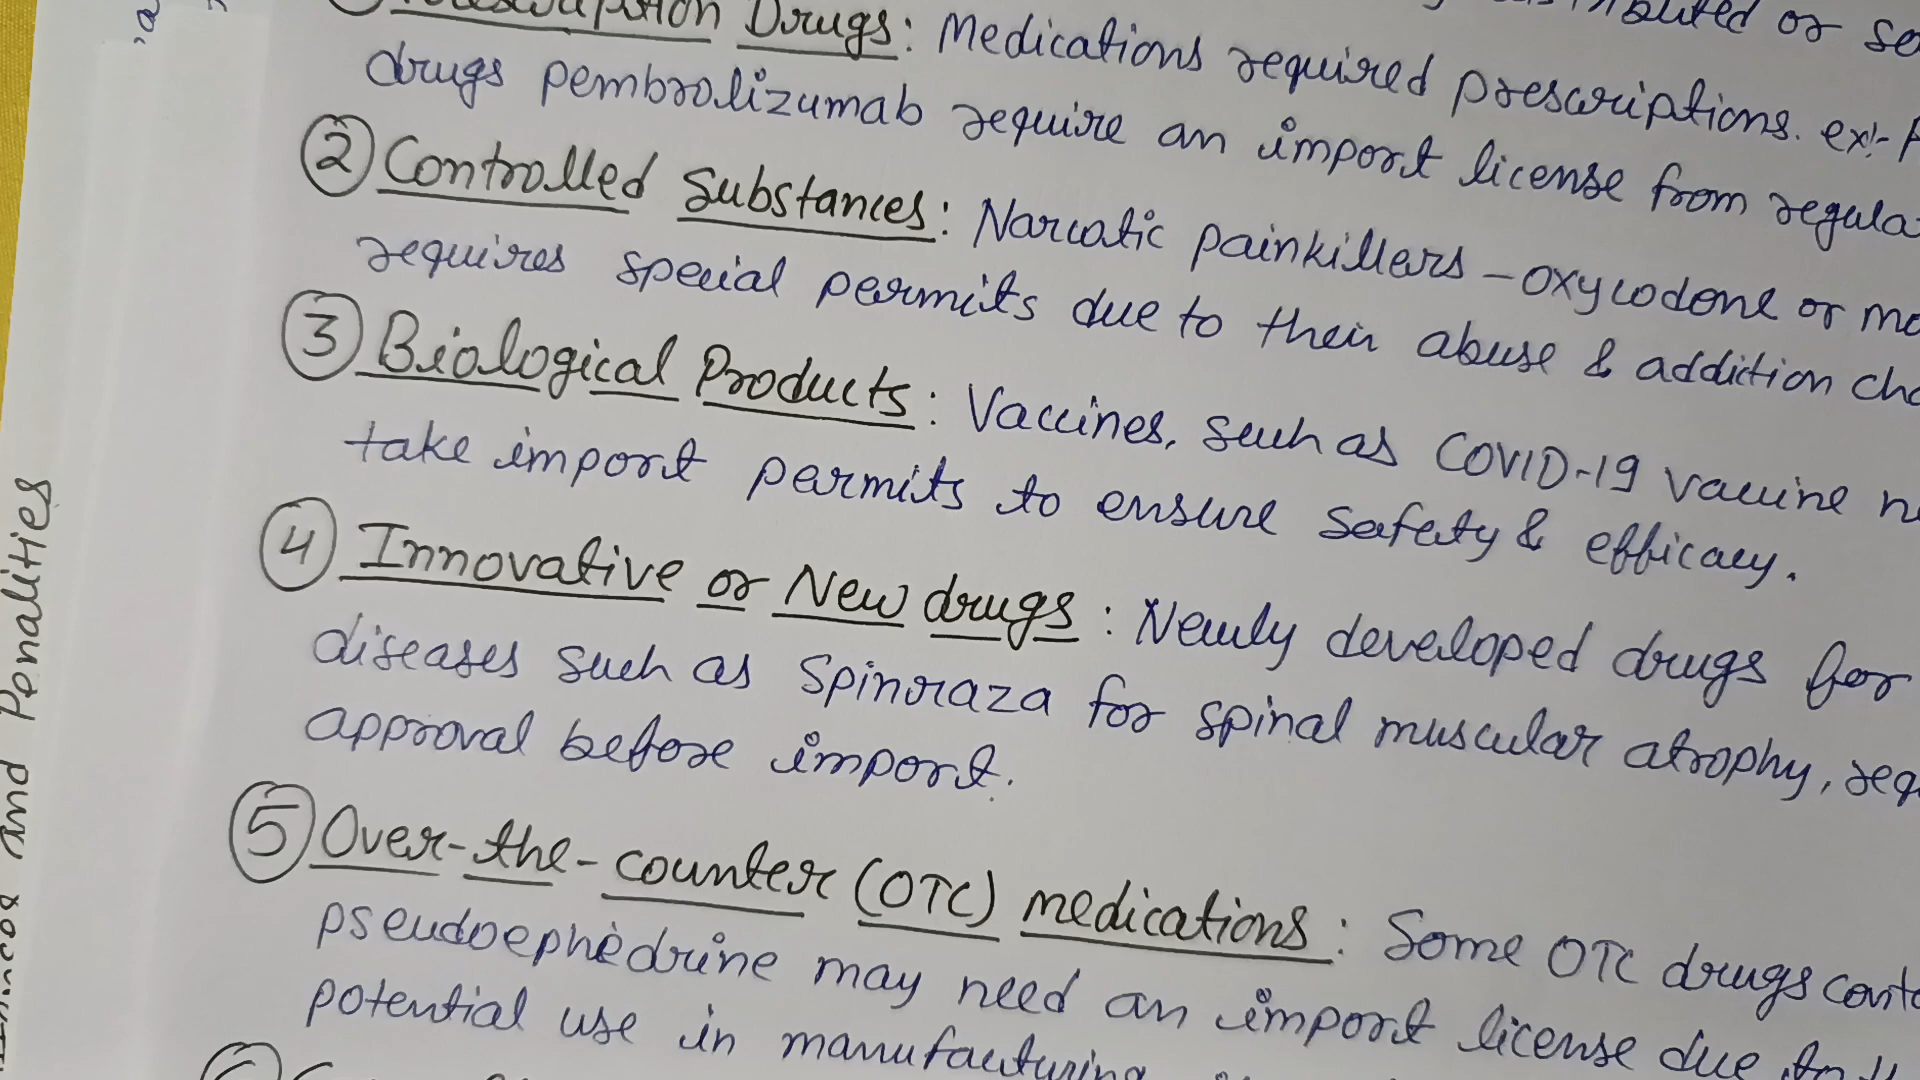 Drugs: Medications required prescriptions. ex:-
drugs pembrolizumab require an import license from
② Controlled Substances: Narcotic painkillers – oxycodone or
requires special permits due to their abuse & addiction
③ Biological Products: Vaccines, such as COVID-19 vaccine
take import permits to ensure safety & efficacy.
④ Innovative or New drugs: Newly developed drugs for
diseases such as Spinraza for spinal muscular atrophy,
approval before import.
⑤ Over-the-counter (OTC) medications: Some OTC drugs
pseudoephedrine may need an import license due to
potential use in manufacturing
and Penalities